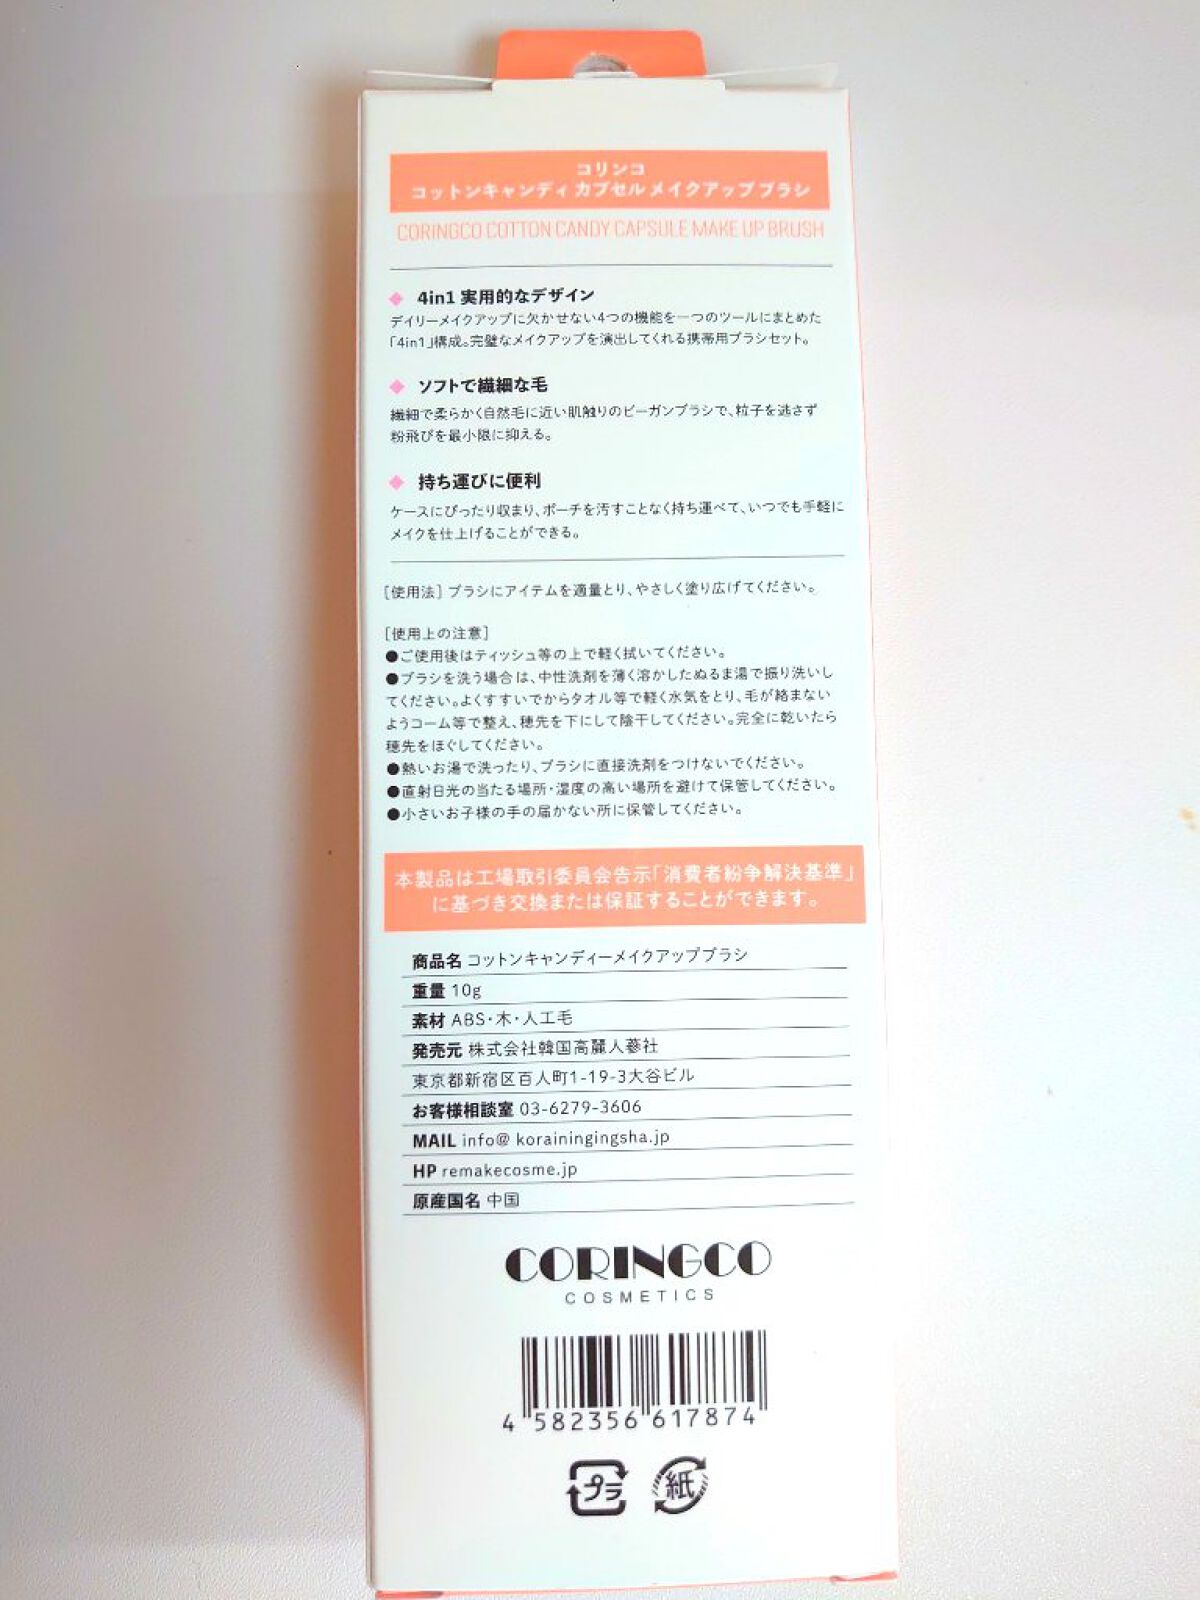 コリンコ
コットンキャンディ カプセル メイクアップ ブラシ
CORINGCO COTTON CANDY CAPSULE MAKE UP BRUSH
4in1 実用的なデザイン
デイリーメイクアップに欠かせない4つの機能を一つのツールにまとめた
「4in1」構成。完璧なメイクアップを演出してくれる携帯用ブラシセット。
ソフトで繊細な毛
繊細で柔らかく自然毛に近い肌触りのビーガンブラシで、粒子を逃さず
粉飛びを最小限に抑える。
持ち運びに便利
ケースにぴったり収まり、ポーチを汚すことなく持ち運べて、いつでも手軽に
メイクを仕上げることができる。
[使用法] ブラシにアイテムを適量とり、やさしく塗り広げてください。
[使用上の注意]
●ご使用後はティッシュ等の上で軽く拭いてください。
●ブラシを洗う場合は、中性洗剤を薄く溶かしたぬるま湯で振り洗いし
てください。よくすすいでからタオル等で軽く水気をとり、毛が絡まない
ようコーム等で整え、穂先を下にして陰干してください。完全に乾いたら
穂先をほぐしてください。
●熱いお湯で洗ったり、ブラシに直接洗剤をつけないでください。
●直射日光の当たる場所・湿度の高い場所を避けて保管してください。
●小さいお子様の手の届かない所に保管してください。
本製品は工場取引委員会告示「消費者紛争解決基準」
に基づき交換または保証することができます。
商品名 コットンキャンディーメイクアップブラシ
重量 10g
素材 ABS・木・人工毛
発売元 株式会社韓国高麗人蔘社
東京都新宿区百人町1-19-3大谷ビル
お客様相談室 03-6279-3606
MAIL info@ korainingingsha.jp
HP remakecosme.jp
原産国名 中国
CORINGCO
COSMETICS
4 582356 617874
プラ 紙